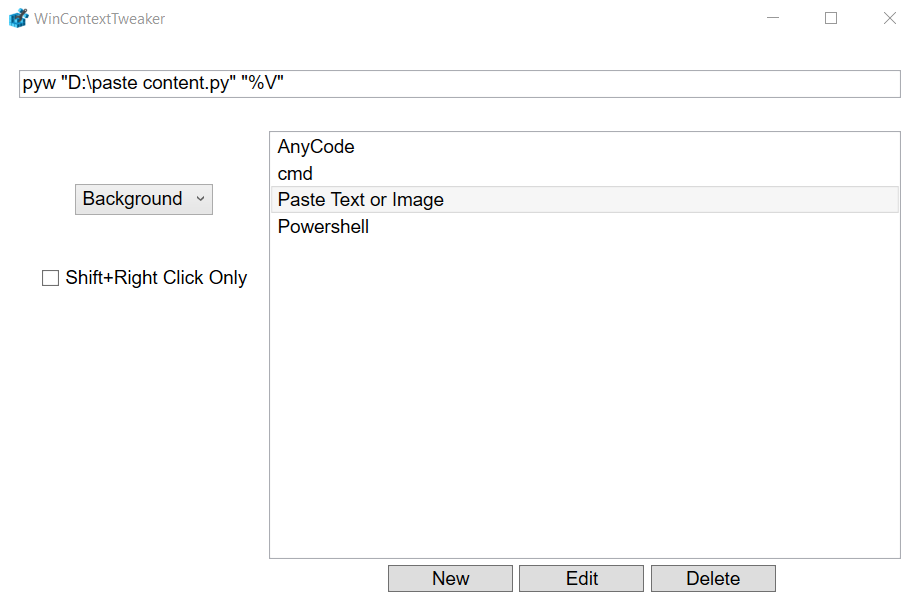 WinContextTweaker
pyw "D:\paste content.py" "%V"
AnyCode
cmd
Background
Paste Text or Image
Powershell
Shift+Right Click Only
New Edit Delete